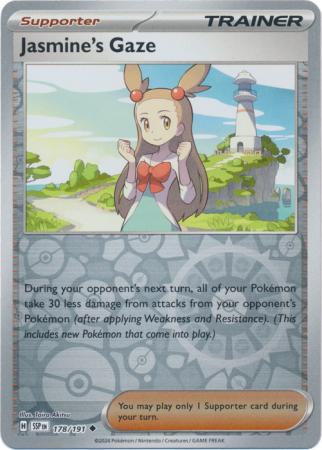 Supporter
TRAINER
Jasmine's Gaze
During your opponent's next turn, all of your Pokémon
take 30 less damage from attacks from your opponent's
Pokémon (after applying Weakness and Resistance). (This
includes new Pokémon that come into play.)
Illus. Taira Akitsu
You may play only 1 Supporter card during
your turn.
H SSP EN 178/191
©2024 Pokémon / Nintendo / Creatures / GAME FREAK